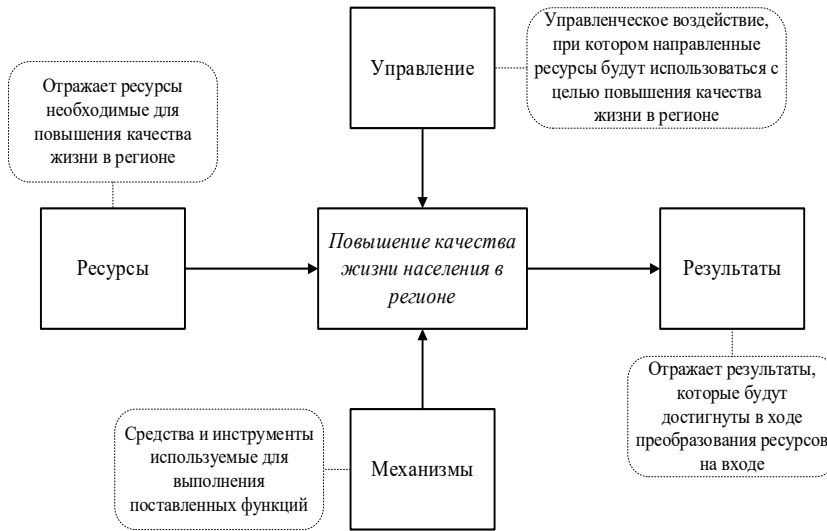 Управление
Управленческое воздействие,
при котором направленные
ресурсы будут использоваться с
целью повышения качества
жизни в регионе
Отражает ресурсы
необходимые для
повышения качества
жизни в регионе
Ресурсы
Повышение качества
жизни населения в
регионе
Результаты
Отражает результаты,
которые будут
достигнуты в ходе
преобразования ресурсов
на входе
Средства и инструменты
используемые для
выполнения
поставленных функций
Механизмы